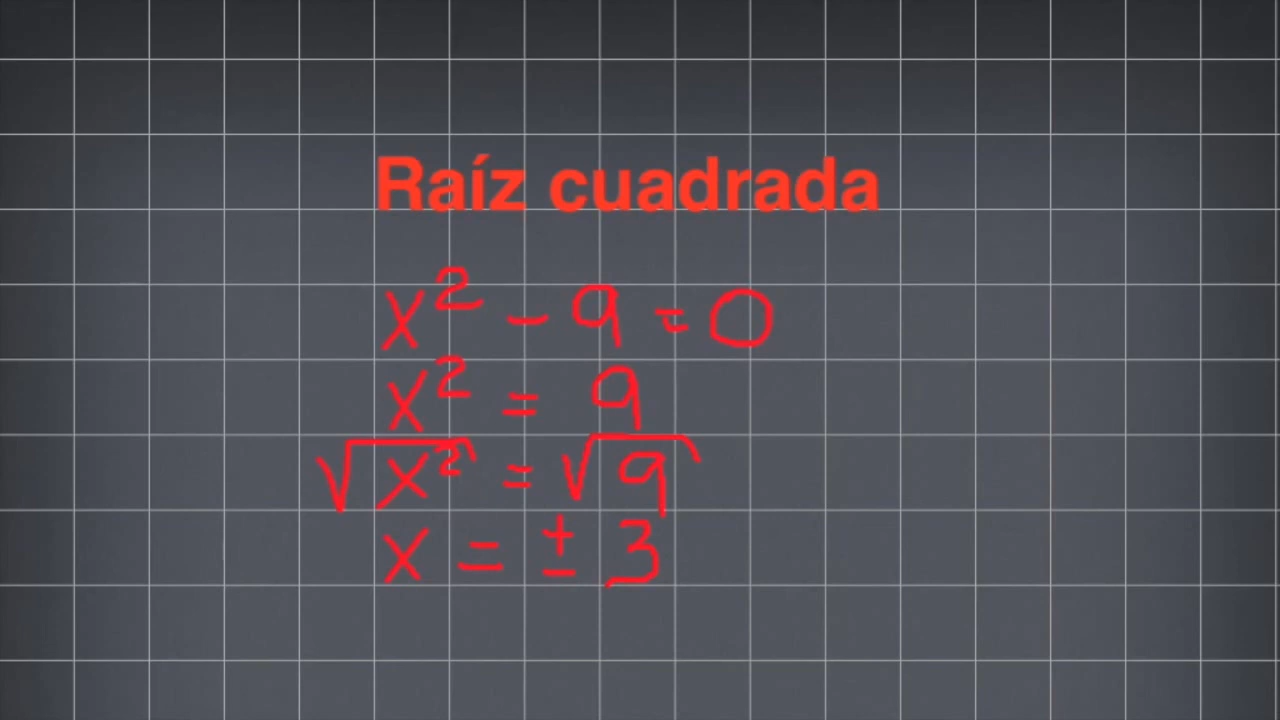 Raíz cuadrada
x² - 9 = 0
x² = 9
√x² = √9
x = ± 3